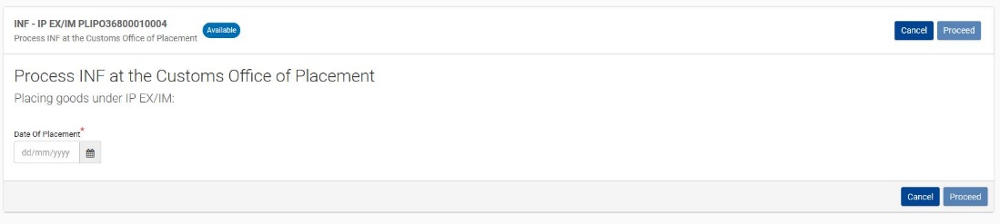 INF - IP EX/IM PLIPO36800010004
Process INF at the Customs Office of Placement
Available
Cancel
Proceed
Process INF at the Customs Office of Placement
Placing goods under IP EX/IM:
Date Of Placement*
dd/mm/yyyy
Cancel
Proceed